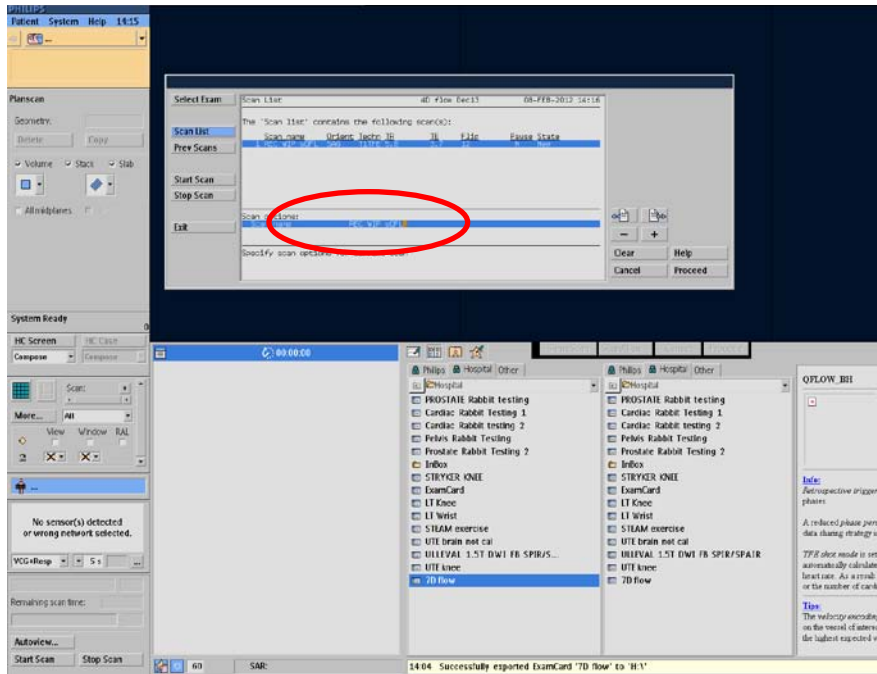 PHILIPS
Patient System Help 14:15
...
Planscan
Geometry:
Delete Copy
Volume Stack Slab
All midplanes
System Ready
0
HC Screen HC Case
Compose Compose
Scan:
More... All
View Window RAL
2
...
No sensor(s) detected
or wrong network selected.
VCG+Resp 5 s ...
Remaining scan time:
Autoview...
Start Scan Stop Scan
Select Exam
Scan List
Prev Scans
Start Scan
Stop Scan
Exit
Scan List 4D flow Dec13 08-FEB-2012 14:16
The 'Scan list' contains the following scan(s):
Scan name Orient Techn TR TE Flip Pause State
Scan options:
Scan name REC WIP
Specify scan options
- +
Clear Help
Cancel Proceed
00:00:00
60 SAR:
Philips Hospital Other
Hospital
PROSTATE Rabbit testing
Cardiac Rabbit Testing 1
Cardiac Rabbit testing 2
Pelvis Rabbit Testing
Prostate Rabbit Testing 2
InBox
STRYKER KNEE
ExamCard
LT Knee
LT Wrist
STEAM exercise
UTE brain not cal
ULLEVAL 1.5T DWI FB SPIR/S...
UTE knee
7D flow
Philips Hospital Other
Hospital
PROSTATE Rabbit testing
Cardiac Rabbit Testing 1
Cardiac Rabbit testing 2
Pelvis Rabbit Testing
Prostate Rabbit Testing 2
InBox
STRYKER KNEE
ExamCard
LT Knee
LT Wrist
STEAM exercise
UTE brain not cal
ULLEVAL 1.5T DWI FB SPIR/SPAIR
UTE knee
7D flow
14:04 Successfully exported ExamCard '7D flow' to 'H:\'
QFLOW_BH
Info:
Retrospective trigger
phases
A reduced phase per
data sharing strategy
TFE shot mode is set
automatically calculate
heart rate. As a result
or the number of card
Tips:
The velocity encoding
on the vessel of interes
the highest expected v